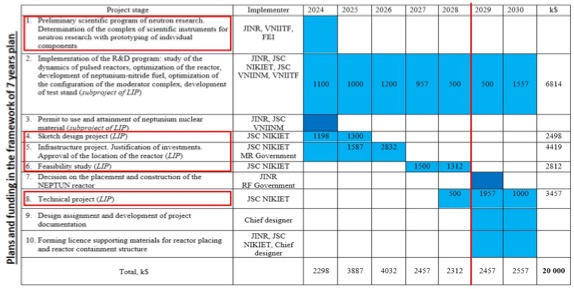 Plans and funding in the framework of 7 years plan
Project stage Implementer 2024 2025 2026 2027 2028 2029 2030 k$
1. Preliminary scientific program of neutron research.
Determination of the complex of scientific instruments for
neutron research with prototyping of individual
components
JINR, VNIITF,
FEI
2. Implementation of the R&D program: study of the
dynamics of pulsed reactors, optimization of the reactor,
development of neptunium-nitride fuel, optimization of
the configuration of the moderator complex, development
of test stand (subproject of LIP)
JINR, JSC
NIKIET, JSC
VNIINM, VNIITF
1100 1000 1200 957 500 500 1557 6814
3. Permit to use and attainment of neptunium nuclear
material (subproject of LIP)
JINR, JSC
VNIINM
4. Sketch design project (LIP) JSC NIKIET 1198 1300 2498
5. Infrastructure project. Justification of investments.
Approval of the location of the reactor (LIP)
JSC NIKIET
MR Government
1587 2832 4419
6. Feasibility study (LIP) JSC NIKIET 1500 1312 2812
7. Decision on the placement and construction of the
NEPTUN reactor
JINR
RF Government
8. Technical project (LIP) JSC NIKIET 500 1957 1000 3457
9. Design assignment and development of project
documentation
Chief designer
10. Forming licence supporting materials for reactor placing
and reactor containment structure
JINR, JSC
NIKIET, Chief
designer
Total, k$ 2298 3887 4032 2457 2312 2457 2557 20 000